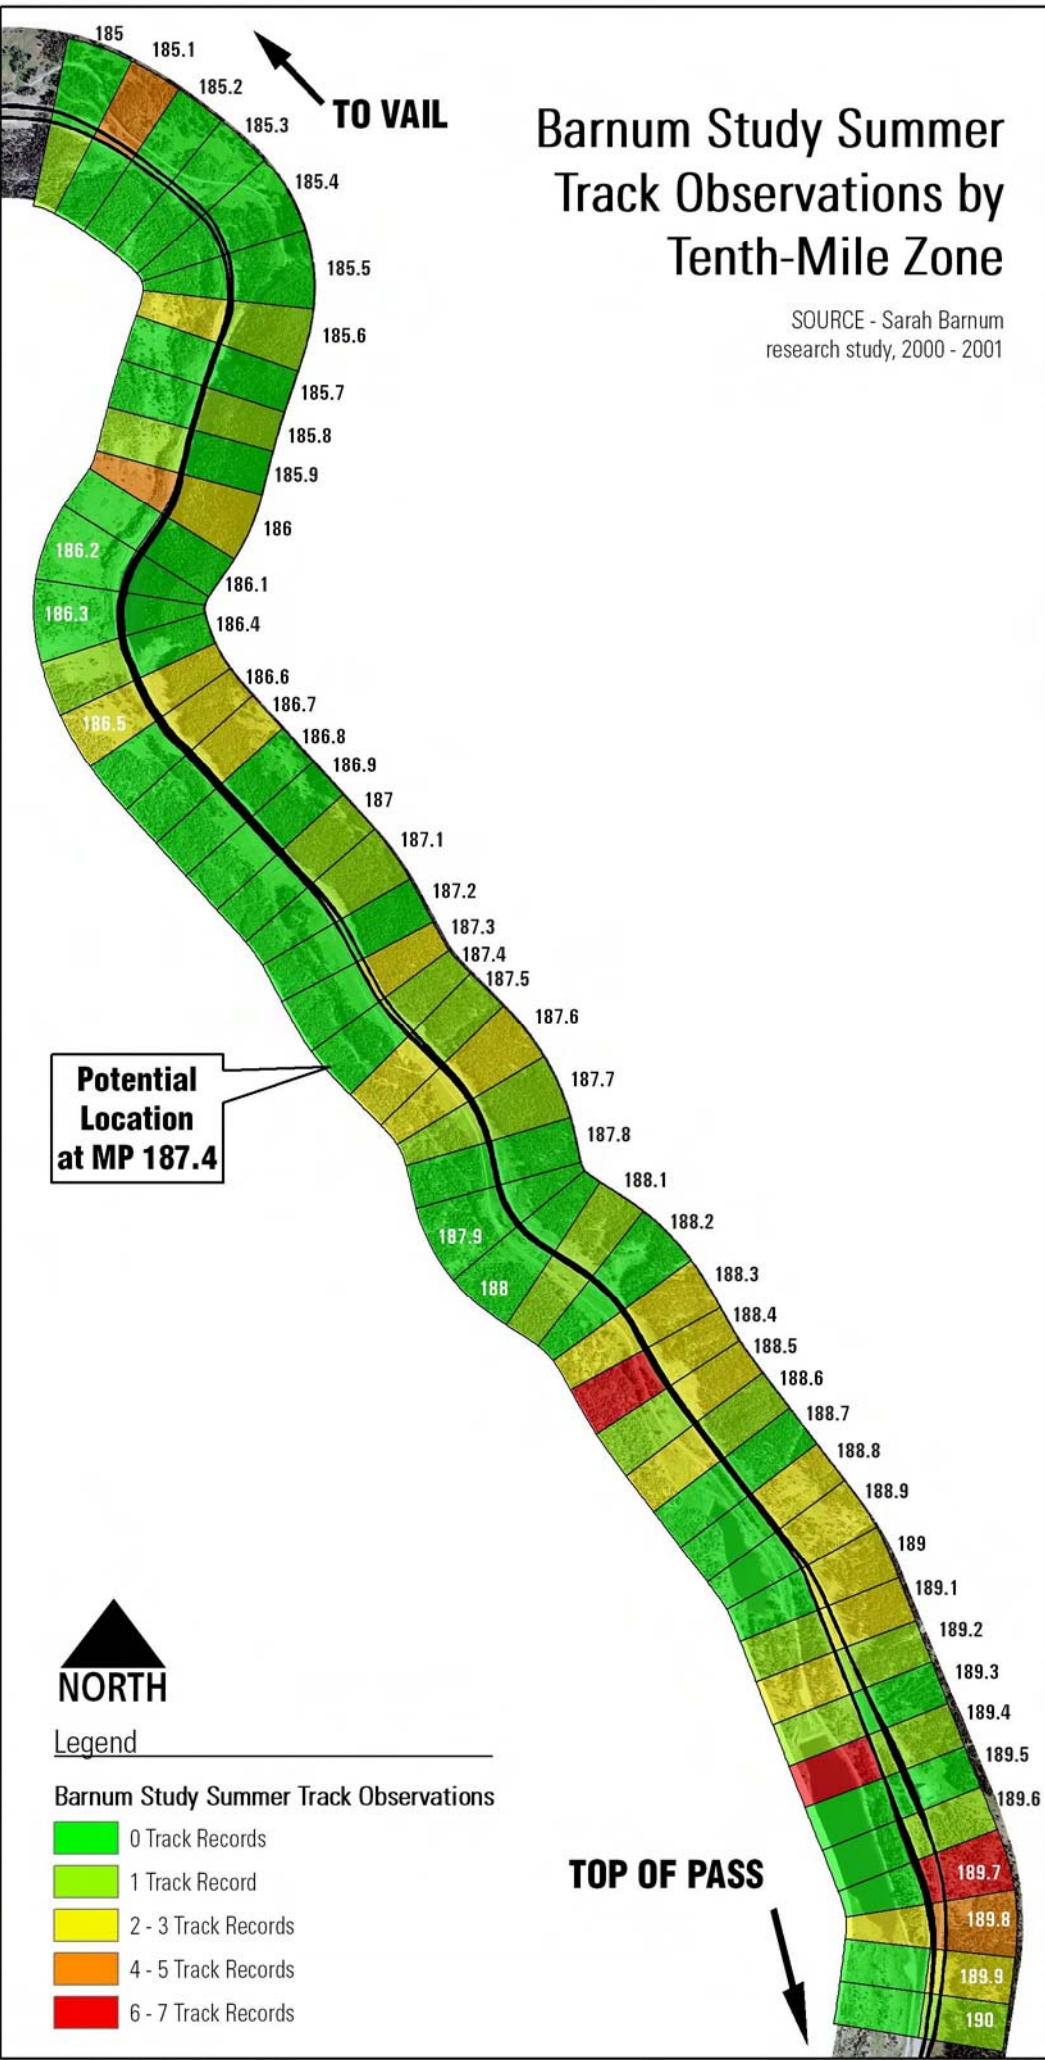 Barnum Study Summer
Track Observations by
Tenth-Mile Zone
SOURCE - Sarah Barnum
research study, 2000 - 2001
TO VAIL
185
185.1
185.2
185.3
185.4
185.5
185.6
185.7
185.8
185.9
186
186.1
186.2
186.3
186.4
186.5
186.6
186.7
186.8
186.9
187
187.1
187.2
187.3
187.4
187.5
187.6
187.7
187.8
187.9
188
188.1
188.2
188.3
188.4
188.5
188.6
188.7
188.8
188.9
189
189.1
189.2
189.3
189.4
189.5
189.6
189.7
189.8
189.9
190
Potential
Location
at MP 187.4
TOP OF PASS
NORTH
Legend
Barnum Study Summer Track Observations
0 Track Records
1 Track Record
2 - 3 Track Records
4 - 5 Track Records
6 - 7 Track Records